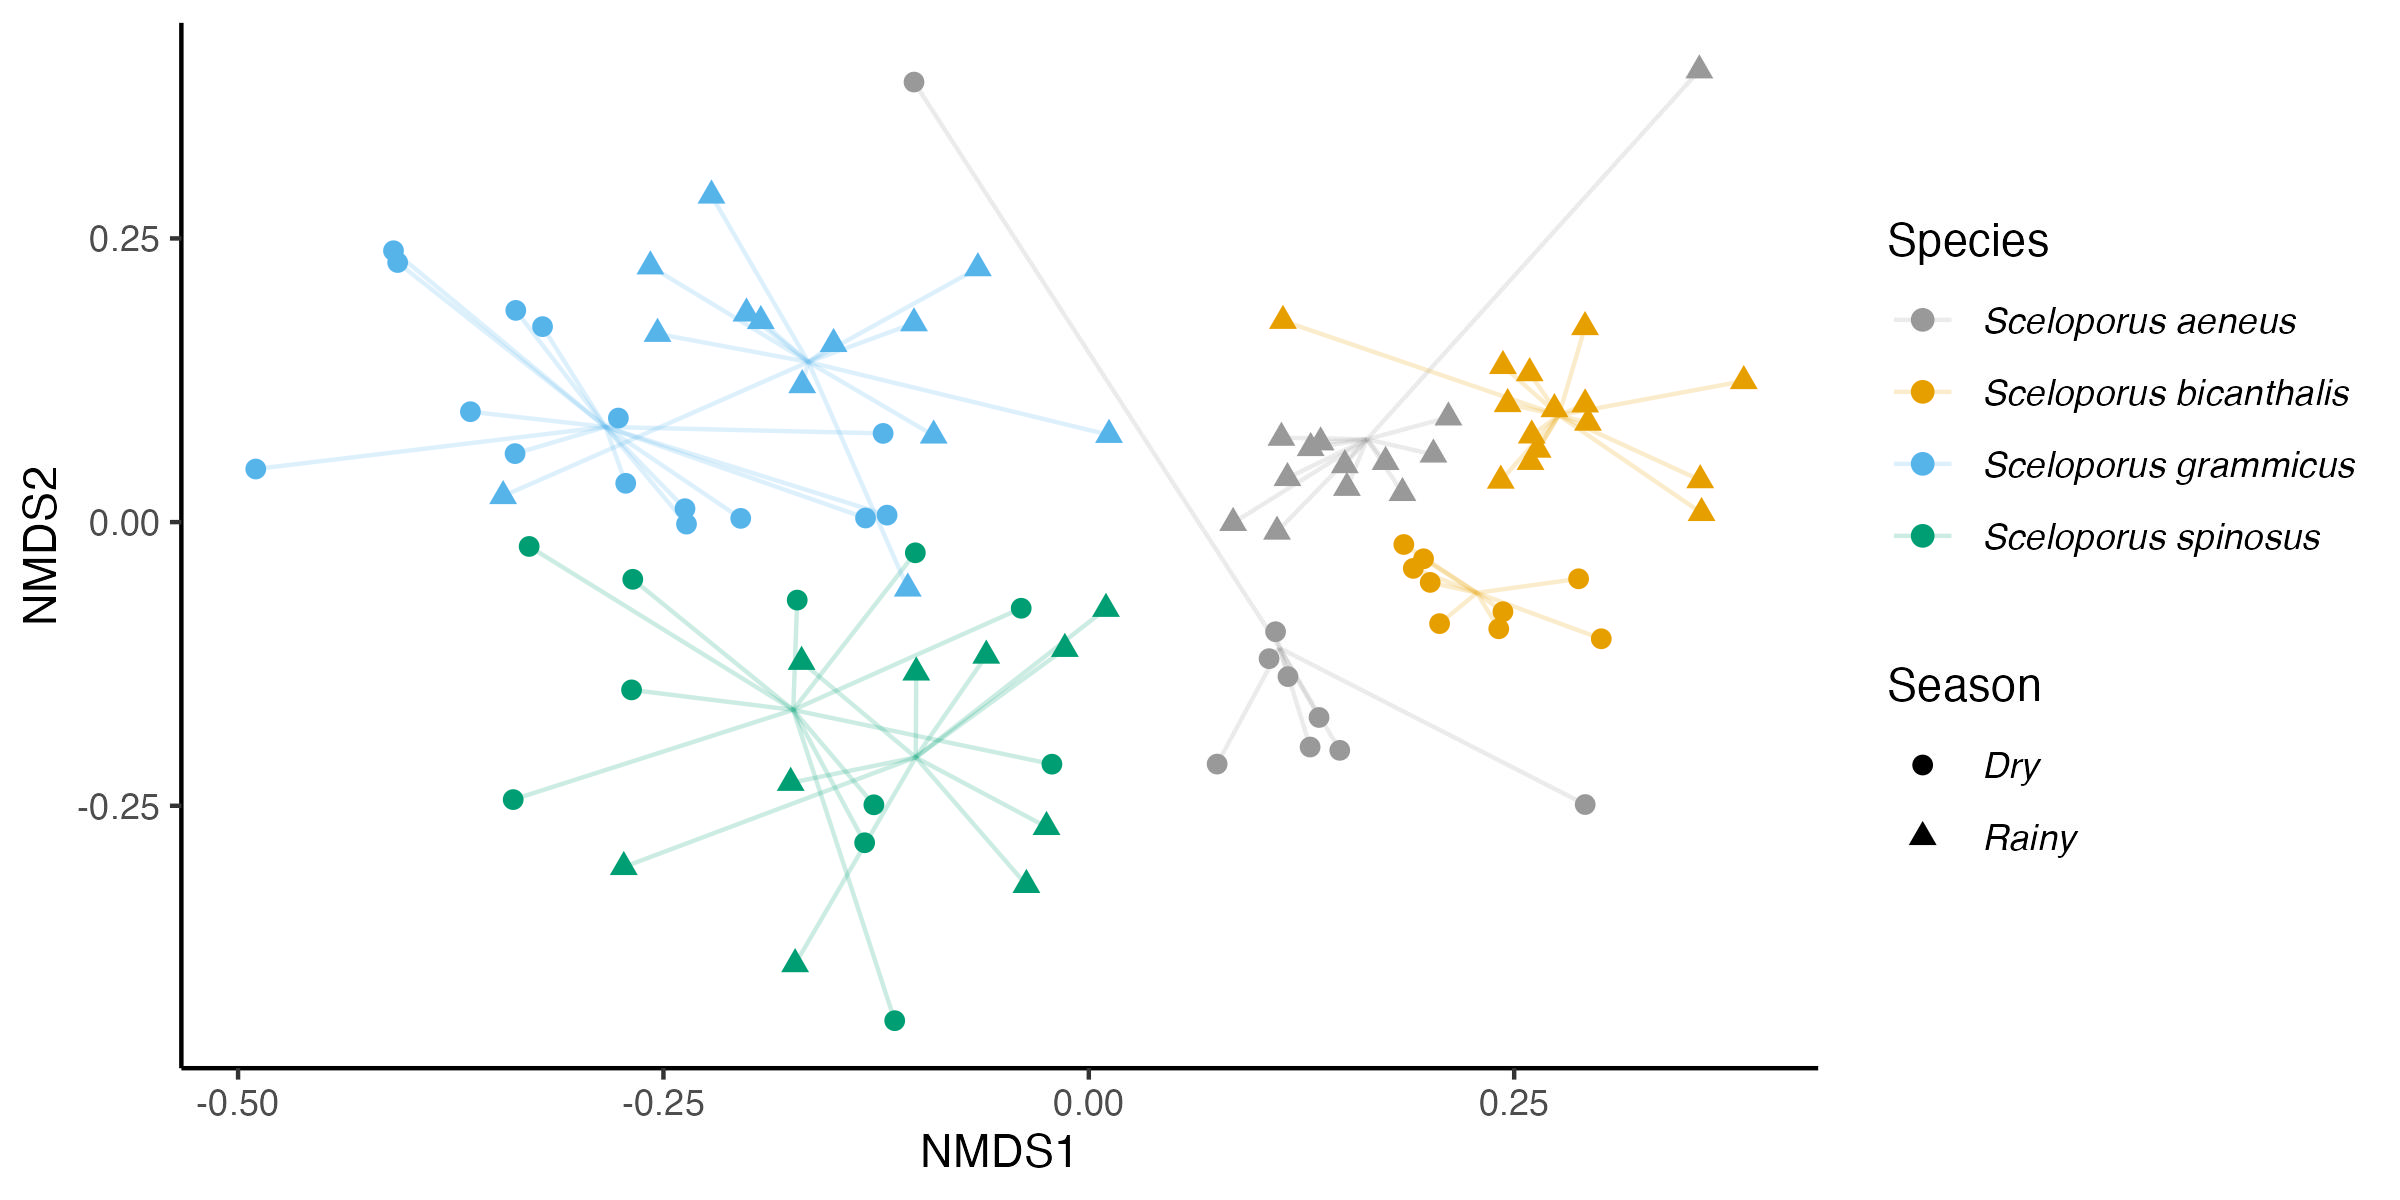 NMDS2
0.25
0.00
-0.25
-0.50
-0.25
0.00
0.25
NMDS1
Species
Sceloporus aeneus
Sceloporus bicanthalis
Sceloporus grammicus
Sceloporus spinosus
Season
Dry
Rainy